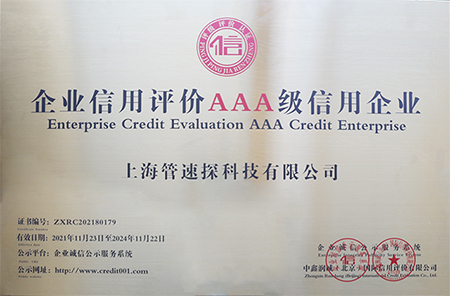 信
企业信用评价AAA级信用企业
Enterprise Credit Evaluation AAA Credit Enterprise
上海管速探科技有限公司
证书编号：ZXRC202180179
有效日期：2021年11月23日至2024年11月22日
公示平台：企业诚信公示服务系统
公示网址：http://www.credit001.com
企业诚信公示服务系统
中鑫润诚（北京）国际信用评价有限公司